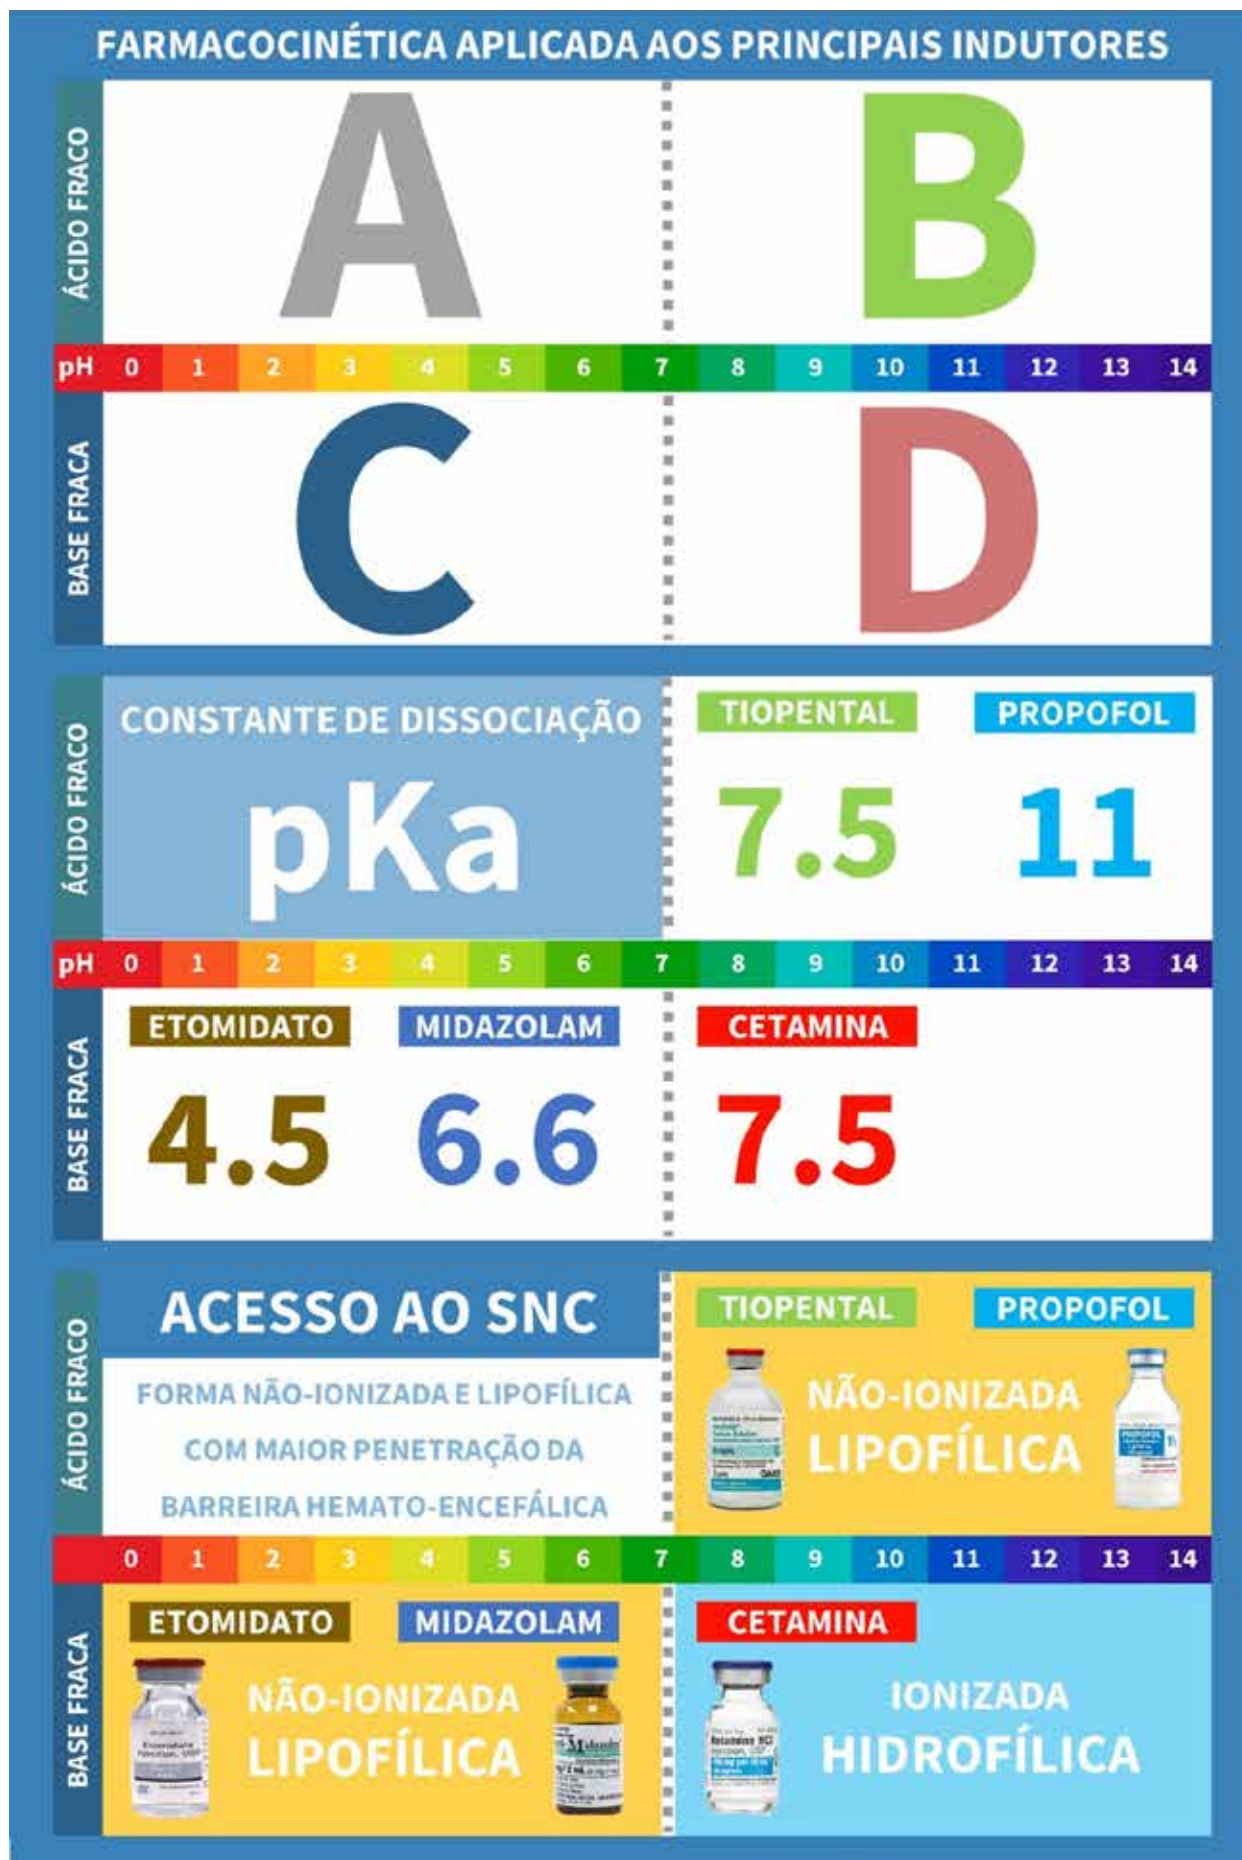 FARMACOCINÉTICA APLICADA AOS PRINCIPAIS INDUTORES
ÁCIDO FRACO
A
B
pH 0 1 2 3 4 5 6 7 8 9 10 11 12 13 14
BASE FRACA
C
D
ÁCIDO FRACO
CONSTANTE DE DISSOCIAÇÃO
pKa
TIOPENTAL PROPOFOL
7.5 11
pH 0 1 2 3 4 5 6 7 8 9 10 11 12 13 14
BASE FRACA
ETOMIDATO MIDAZOLAM CETAMINA
4.5 6.6 7.5
ÁCIDO FRACO
ACESSO AO SNC
FORMA NÃO-IONIZADA E LIPOFÍLICA
COM MAIOR PENETRAÇÃO DA
BARREIRA HEMATO-ENCEFÁLICA
TIOPENTAL PROPOFOL
NÃO-IONIZADA
LIPOFÍLICA
PROPOFOL
0 1 2 3 4 5 6 7 8 9 10 11 12 13 14
BASE FRACA
ETOMIDATO MIDAZOLAM
NÃO-IONIZADA
LIPOFÍLICA
CETAMINA
IONIZADA
HIDROFÍLICA
Ketamine HCl